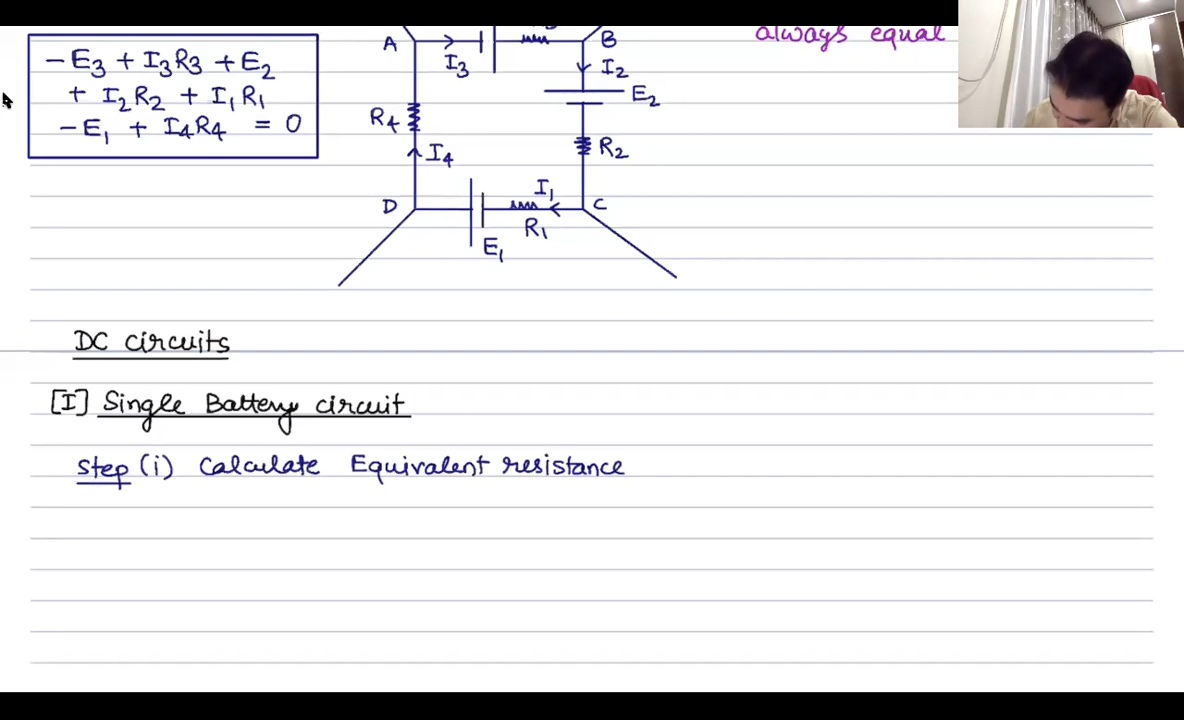 always equal
− E₃ + I₃R₃ + E₂
+ I₂R₂ + I₁R₁
− E₁ + I₄R₄ = 0
A
B
I₃
I₂
E₂
R₄
R₂
I₄
I₁
D
C
R₁
E₁
DC circuits
[I] Single Battery circuit
Step (i) Calculate Equivalent resistance